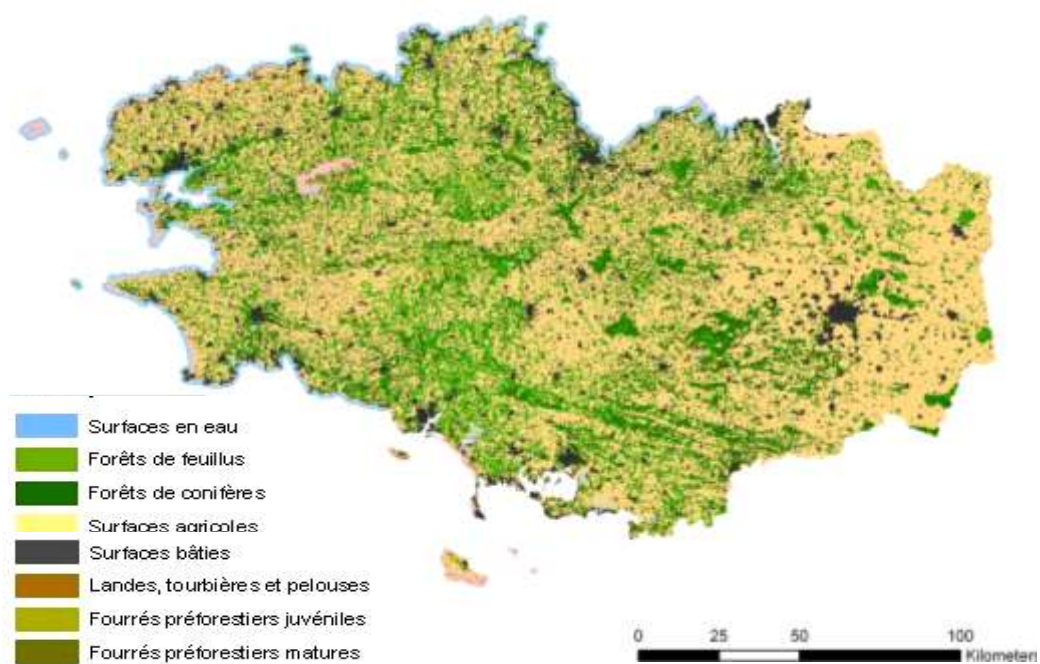 Surfaces en eau
Forêts de feuillus
Forêts de conifères
Surfaces agricoles
Surfaces bâties
Landes, tourbières et pelouses
Fourrés préforestiers juvéniles
Fourrés préforestiers matures
0 25 50 100
Kilometers